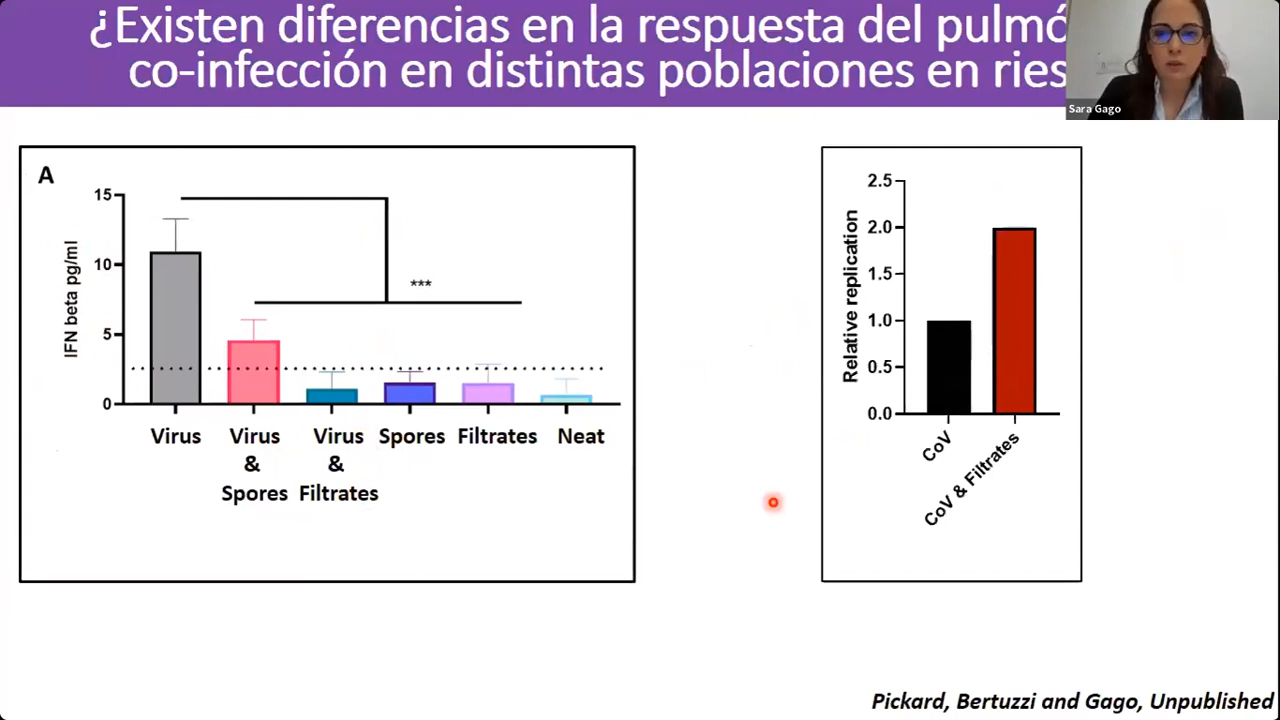 ¿Existen diferencias en la respuesta del
co-infección en distintas poblaciones en
Sara Gago
A
15
10
5
0
IFN beta pg/ml
***
Virus
Virus
&
Spores
Virus
&
Filtrates
Spores
Filtrates
Neat
2.5
2.0
1.5
1.0
0.5
0.0
Relative replication
CoV
CoV & Filtrates
Pickard, Bertuzzi and Gago, Unpublished